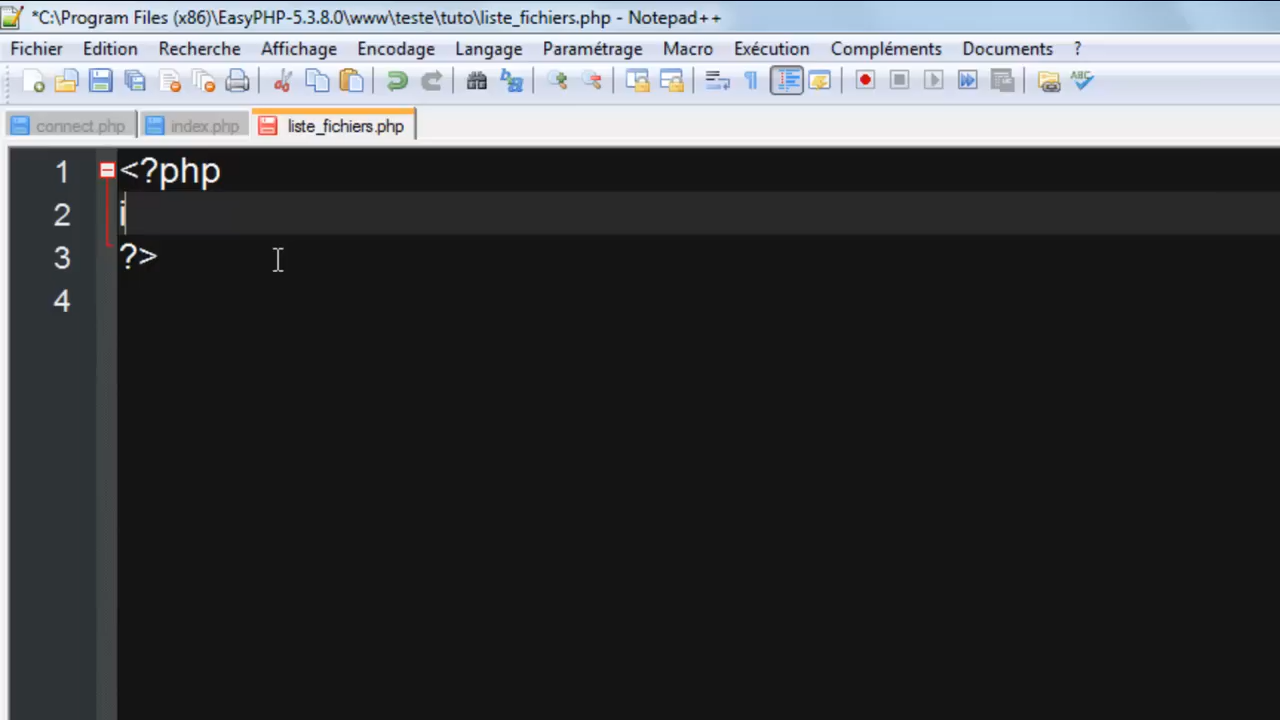 *C:\Program Files (x86)\EasyPHP-5.3.8.0\www\teste\tuto\liste_fichiers.php - Notepad++
Fichier Edition Recherche Affichage Encodage Langage Paramétrage Macro Exécution Compléments Documents ?
ABC
connect.php index.php liste_fichiers.php
1 <?php
2 i
3 ?>
4